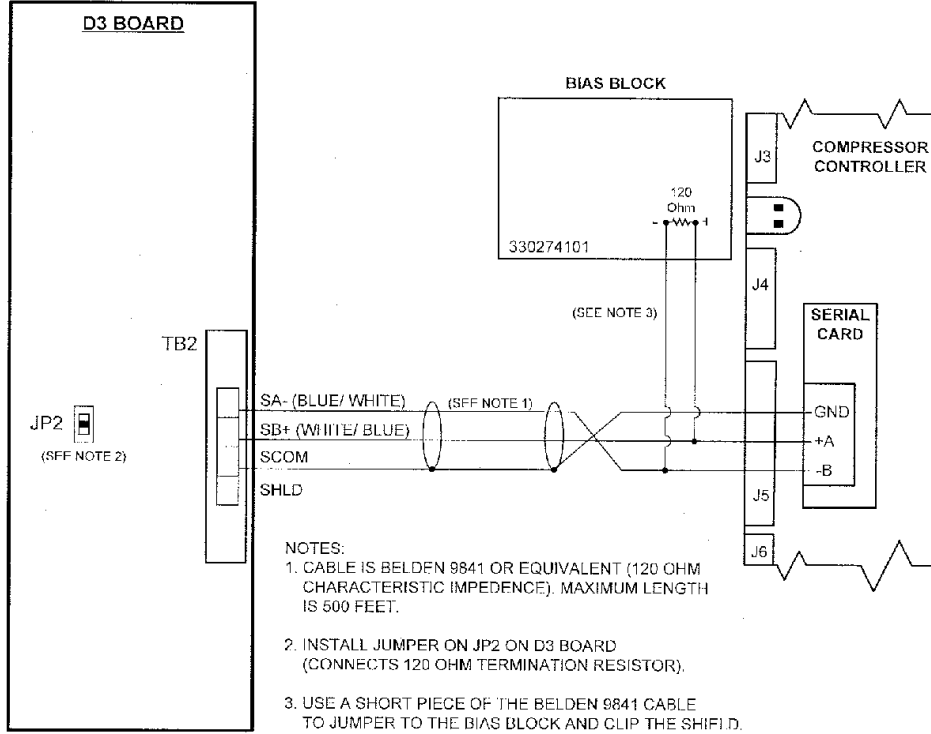 D3 BOARD
BIAS BLOCK
COMPRESSOR
CONTROLLER
J3
120
Ohm
- +
330274101
J4
(SEE NOTE 3)
SERIAL
CARD
TB2
JP2
(SEE NOTE 2)
SA- (BLUE/ WHITE)
(SEE NOTE 1)
SB+ (WHITE/ BLUE)
SCOM
SHLD
GND
+A
-B
J5
J6
NOTES:
1. CABLE IS BELDEN 9841 OR EQUIVALENT (120 OHM
CHARACTERISTIC IMPEDENCE). MAXIMUM LENGTH
IS 500 FEET.
2. INSTALL JUMPER ON JP2 ON D3 BOARD
(CONNECTS 120 OHM TERMINATION RESISTOR).
3. USE A SHORT PIECE OF THE BELDEN 9841 CABLE
TO JUMPER TO THE BIAS BLOCK AND CLIP THE SHIELD.